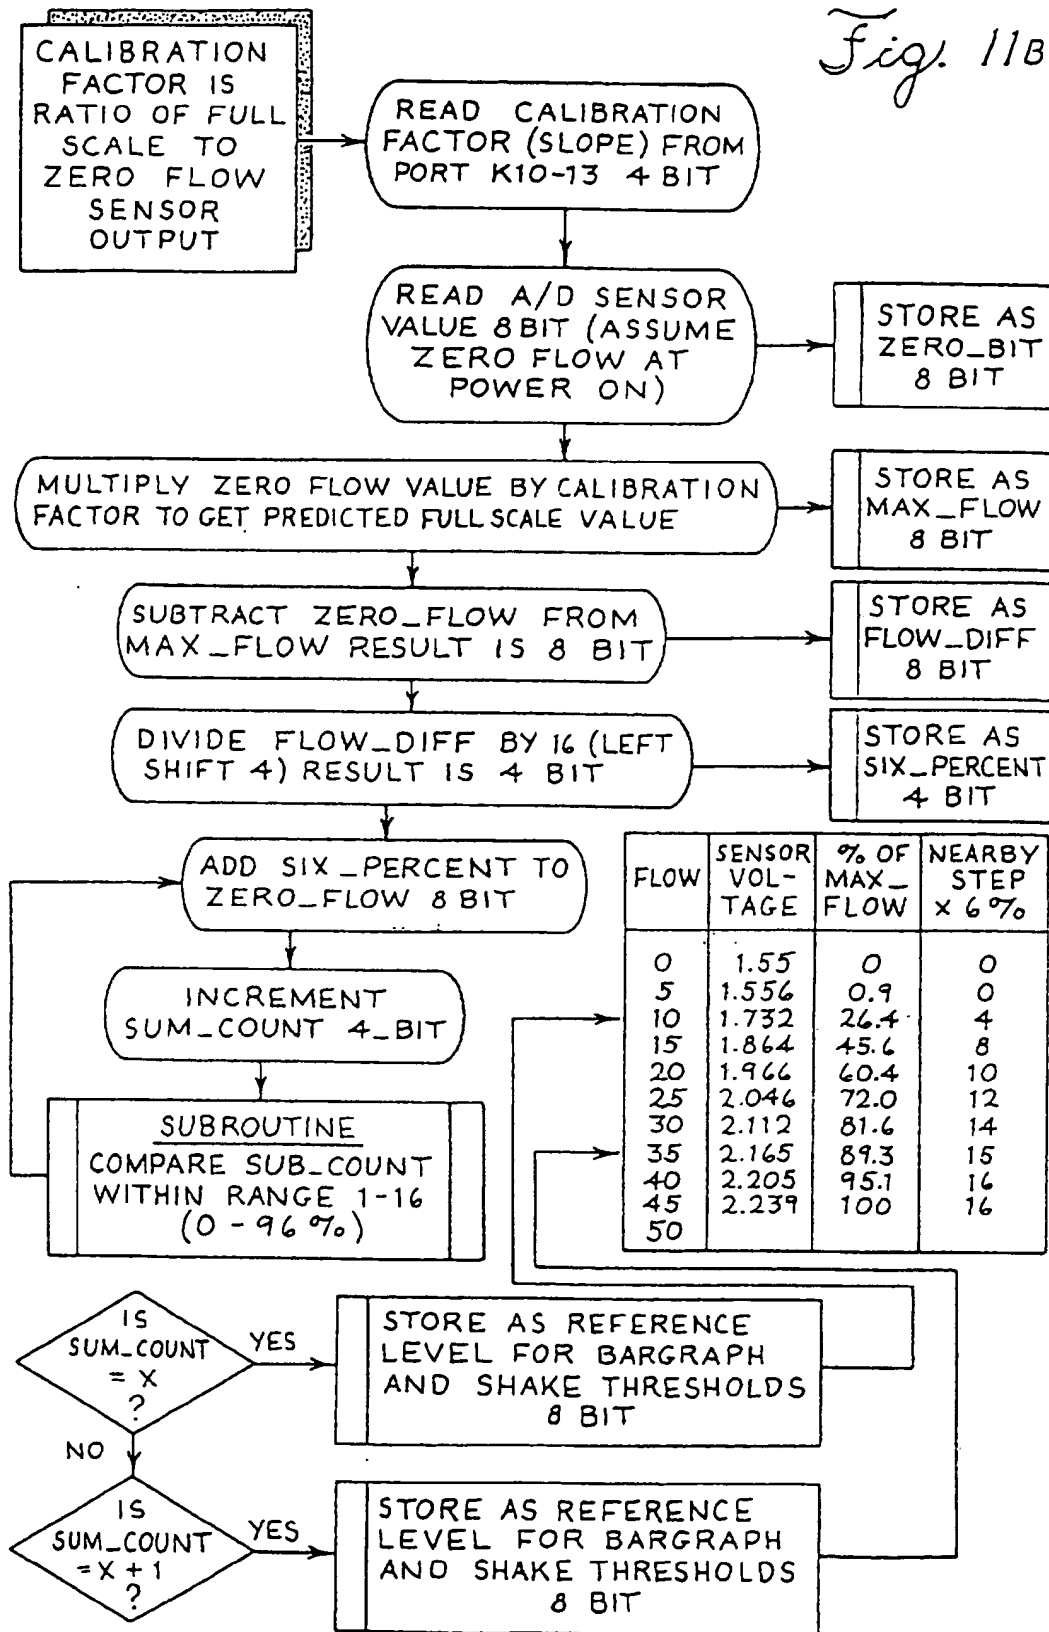 Fig. 11B
CALIBRATION
FACTOR IS
RATIO OF FULL
SCALE TO
ZERO FLOW
SENSOR
OUTPUT
READ CALIBRATION
FACTOR (SLOPE) FROM
PORT K10-13 4 BIT
READ A/D SENSOR
VALUE 8BIT (ASSUME
ZERO FLOW AT
POWER ON)
STORE AS
ZERO_BIT
8 BIT
MULTIPLY ZERO FLOW VALUE BY CALIBRATION
FACTOR TO GET PREDICTED FULL SCALE VALUE
STORE AS
MAX_FLOW
8 BIT
SUBTRACT ZERO_FLOW FROM
MAX_FLOW RESULT IS 8 BIT
STORE AS
FLOW_DIFF
8 BIT
DIVIDE FLOW_DIFF BY 16 (LEFT
SHIFT 4) RESULT IS 4 BIT
STORE AS
SIX_PERCENT
4 BIT
ADD SIX_PERCENT TO
ZERO_FLOW 8 BIT
INCREMENT
SUM_COUNT 4_BIT
SUBROUTINE
COMPARE SUB_COUNT
WITHIN RANGE 1-16
(0-96%)
FLOW SENSOR VOL-TAGE % OF MAX_FLOW NEARBY STEP x 6%
0 1.55 0 0
5 1.556 0.9 0
10 1.732 26.4 4
15 1.864 45.6 8
20 1.966 60.4 10
25 2.046 72.0 12
30 2.112 81.6 14
35 2.165 89.3 15
40 2.205 95.1 16
45 2.239 100 16
50
IS
SUM_COUNT
= X
?
YES
STORE AS REFERENCE
LEVEL FOR BARGRAPH
AND SHAKE THRESHOLDS
8 BIT
NO
IS
SUM_COUNT
= X + 1
?
YES
STORE AS REFERENCE
LEVEL FOR BARGRAPH
AND SHAKE THRESHOLDS
8 BIT